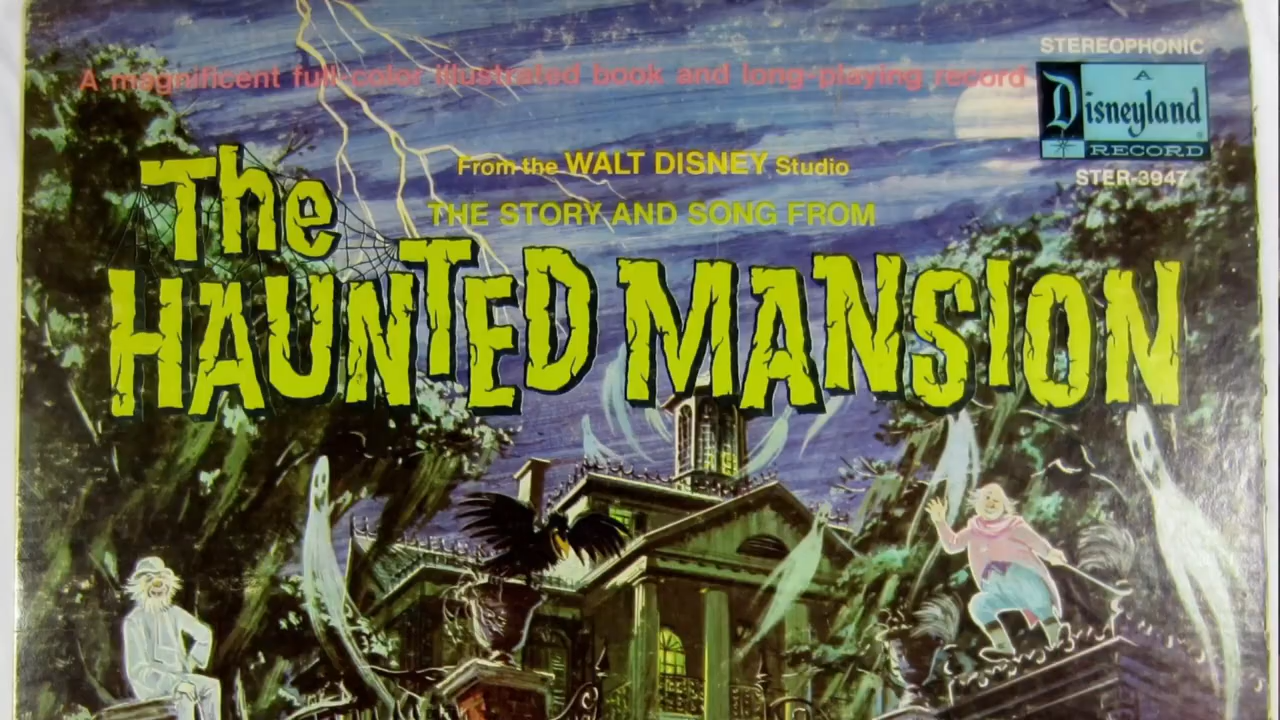 STEREOPHONIC
A magnificent full-color illustrated book and long-playing record
A
Disneyland
RECORD
STER-3947
From the WALT DISNEY Studio
THE STORY AND SONG FROM
The
HAUNTED MANSION